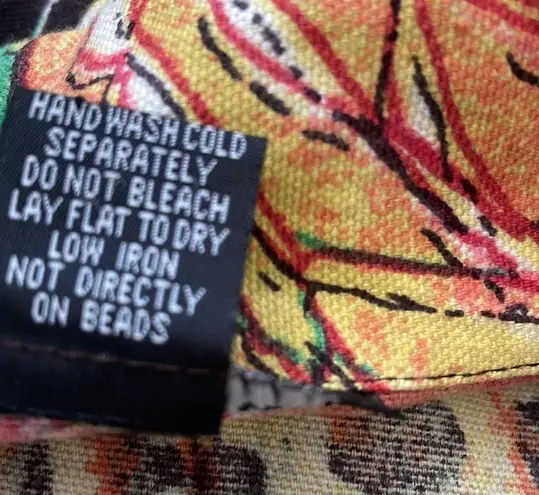 HAND WASH COLD
SEPARATELY
DO NOT BLEACH
LAY FLAT TO DRY
LOW IRON
NOT DIRECTLY
ON BEADS